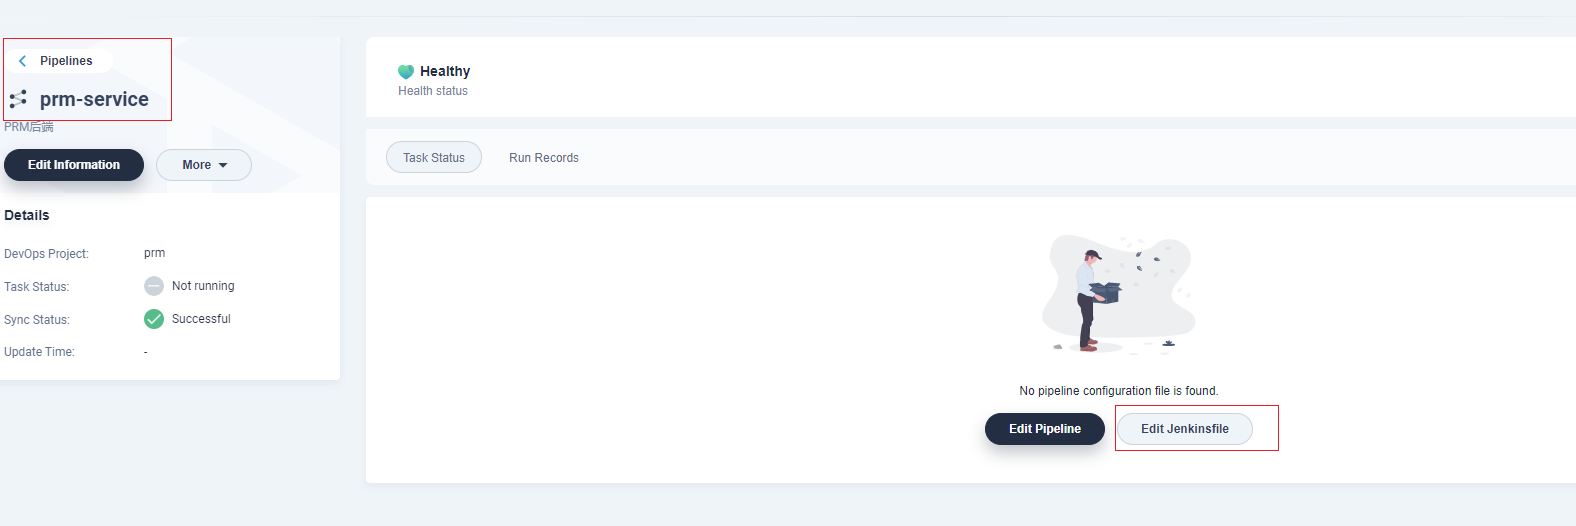 Pipelines
prm-service
PRM后端
Edit Information
More
Details
DevOps Project: prm
Task Status: Not running
Sync Status: Successful
Update Time: -
Healthy
Health status
Task Status
Run Records
No pipeline configuration file is found.
Edit Pipeline
Edit Jenkinsfile